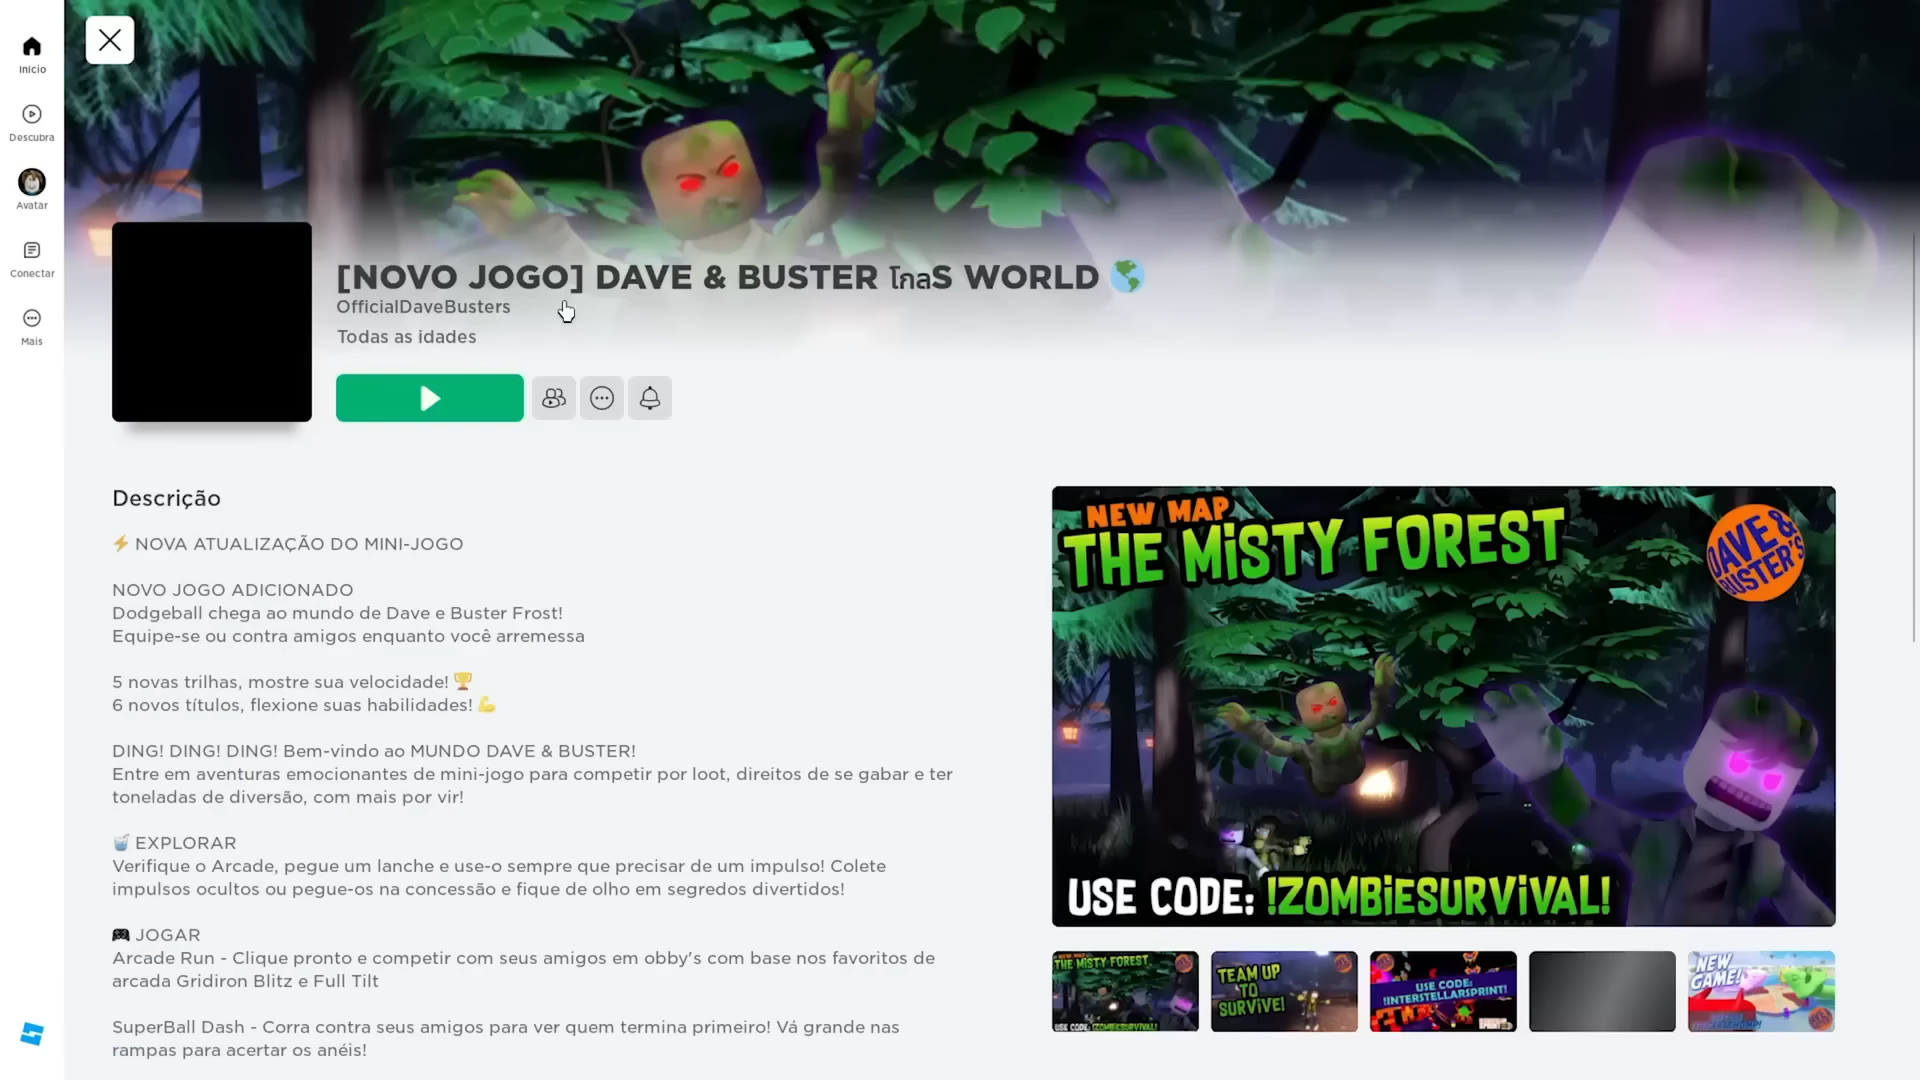 Início
Descubra
Avatar
Conectar
Mais
[NOVO JOGO] DAVE & BUSTER โกลS WORLD
OfficialDaveBusters
Todas as idades
Descrição
⚡ NOVA ATUALIZAÇÃO DO MINI-JOGO
NOVO JOGO ADICIONADO
Dodgeball chega ao mundo de Dave e Buster Frost!
Equipe-se ou contra amigos enquanto você arremessa
5 novas trilhas, mostre sua velocidade! 🏆
6 novos títulos, flexione suas habilidades! 💪
DING! DING! DING! Bem-vindo ao MUNDO DAVE & BUSTER!
Entre em aventuras emocionantes de mini-jogo para competir por loot, direitos de se gabar e ter
toneladas de diversão, com mais por vir!
🥤 EXPLORAR
Verifique o Arcade, pegue um lanche e use-o sempre que precisar de um impulso! Colete
impulsos ocultos ou pegue-os na concessão e fique de olho em segredos divertidos!
🎮 JOGAR
Arcade Run - Clique pronto e competir com seus amigos em obby's com base nos favoritos de
arcada Gridiron Blitz e Full Tilt
SuperBall Dash - Corra contra seus amigos para ver quem termina primeiro! Vá grande nas
rampas para acertar os anéis!
NEW MAP
THE MiSTY FOREST
DAVE &
BUSTER'S
USE CODE: !ZOMBiESURViVAL!
NEW MAP
THE MiSTY FOREST
USE CODE: !ZOMBiESURViVAL!
TEAM UP
TO
SURViVE!
USE CODE:
!INTERSTELLARSPRINT!
NEW
GAME!